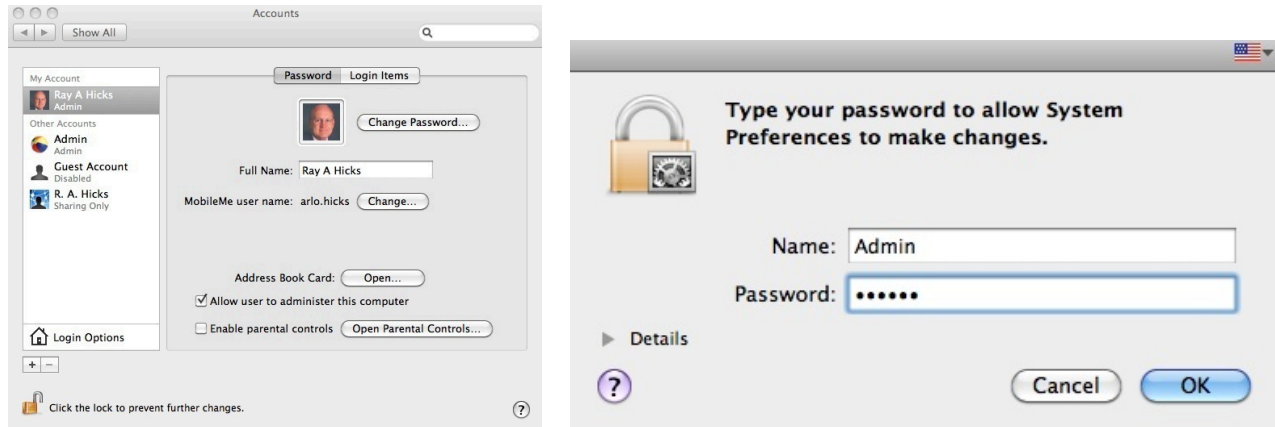 Accounts
Show All
My Account
Ray A Hicks
Admin
Other Accounts
Admin
Admin
Guest Account
Disabled
R. A. Hicks
Sharing Only
Login Options
+ −
Password Login Items
Change Password...
Full Name: Ray A Hicks
MobileMe user name: arlo.hicks Change...
Address Book Card: Open...
Allow user to administer this computer
Enable parental controls Open Parental Controls...
Click the lock to prevent further changes.
?
Type your password to allow System
Preferences to make changes.
Name: Admin
Password: ••••••
Details
?
Cancel OK